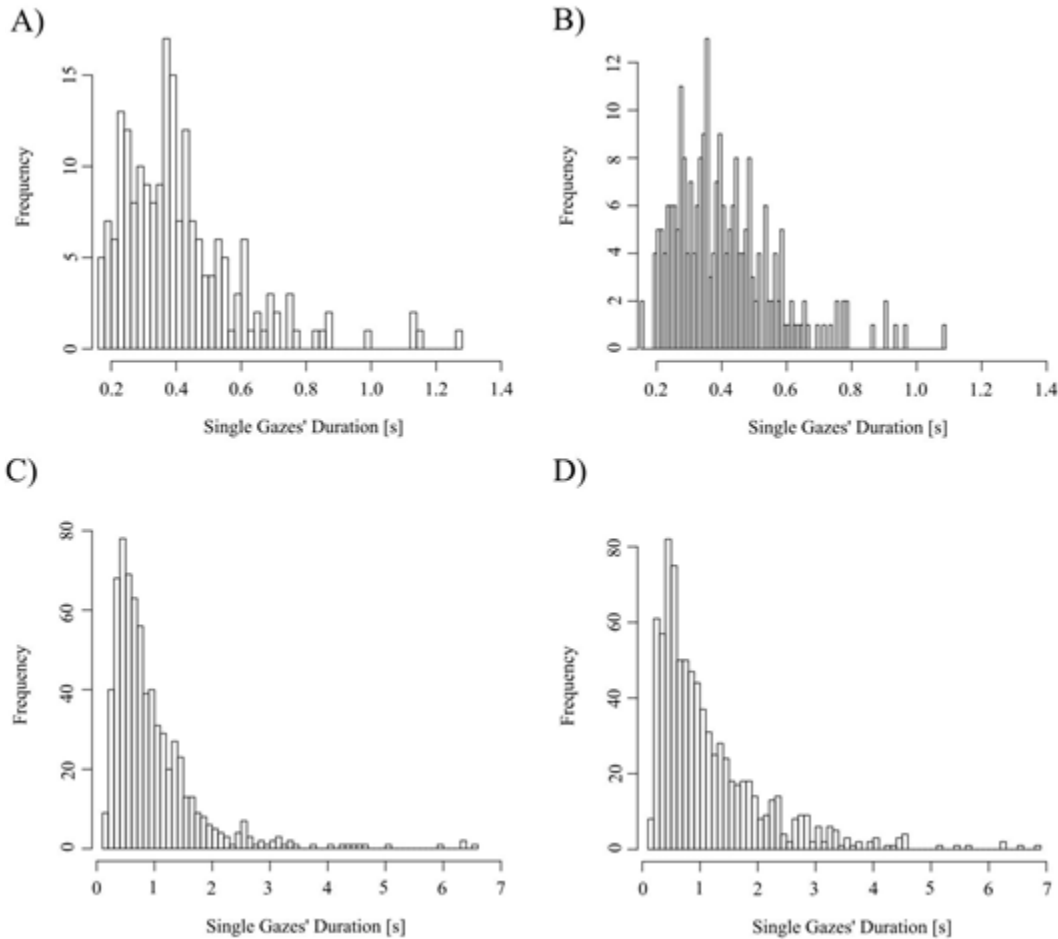 A)
Frequency
0
5
10
15
0.2 0.4 0.6 0.8 1.0 1.2 1.4
Single Gazes' Duration [s]
B)
Frequency
0
2
4
6
8
10
12
0.2 0.4 0.6 0.8 1.0 1.2 1.4
Single Gazes' Duration [s]
C)
Frequency
0
20
40
60
80
0 1 2 3 4 5 6 7
Single Gazes' Duration [s]
D)
Frequency
0
20
40
60
80
0 1 2 3 4 5 6 7
Single Gazes' Duration [s]